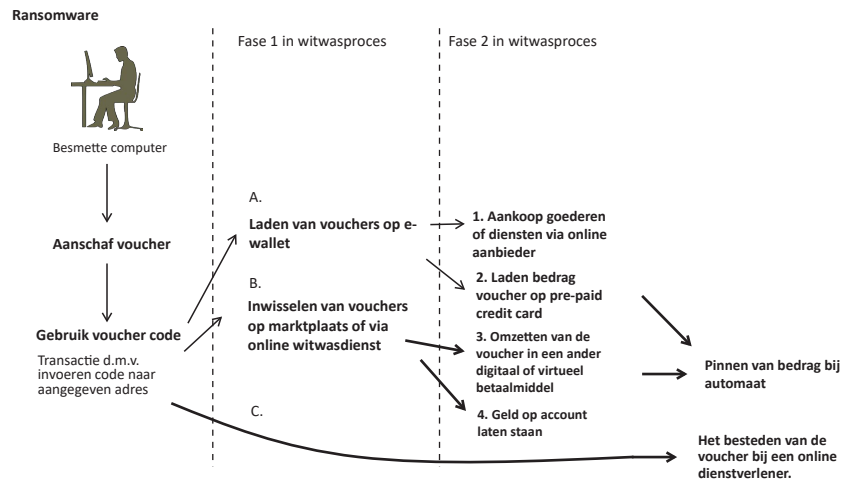 Ransomware
Fase 1 in witwasproces
Fase 2 in witwasproces
Besmette computer
Aanschaf voucher
Gebruik voucher code
Transactie d.m.v.
invoeren code naar
aangegeven adres
A.
Laden van vouchers op e-
wallet
B.
Inwisselen van vouchers
op marktplaats of via
online witwasdienst
C.
1. Aankoop goederen
of diensten via online
aanbieder
2. Laden bedrag
voucher op pre-paid
credit card
3. Omzetten van de
voucher in een ander
digitaal of virtueel
betaalmiddel
4. Geld op account
laten staan
Pinnen van bedrag bij
automaat
Het besteden van de
voucher bij een online
dienstverlener.